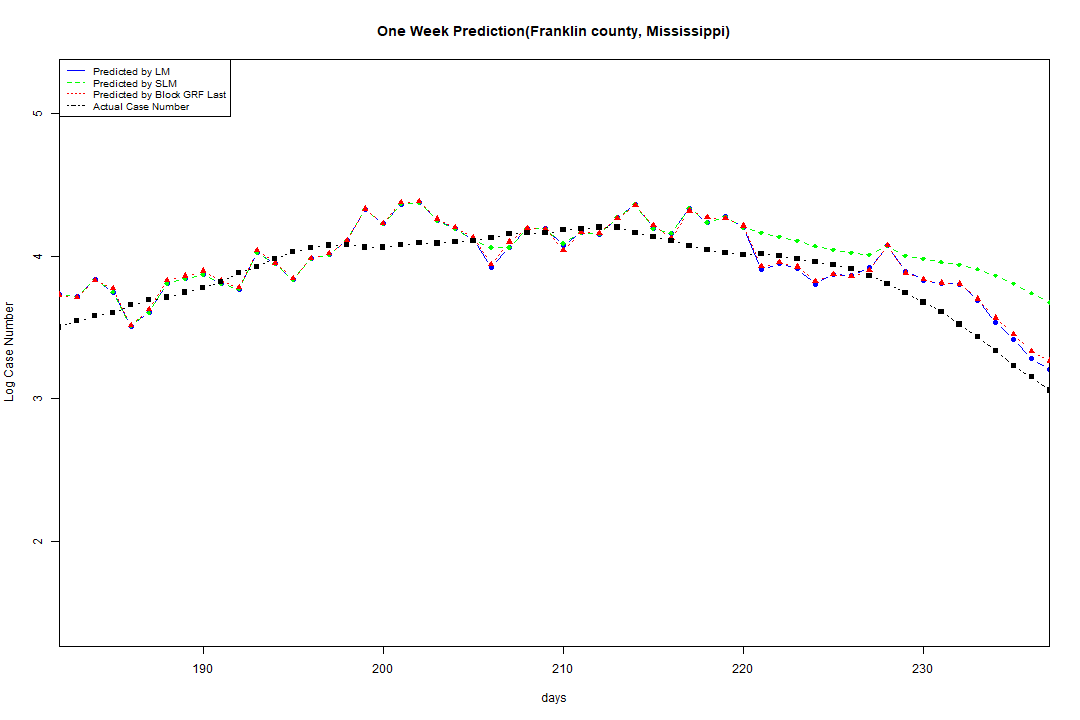 One Week Prediction(Franklin county, Mississippi)
Predicted by LM
Predicted by SLM
Predicted by Block GRF Last
Actual Case Number
5
4
3
2
Log Case Number
190 200 210 220 230
days